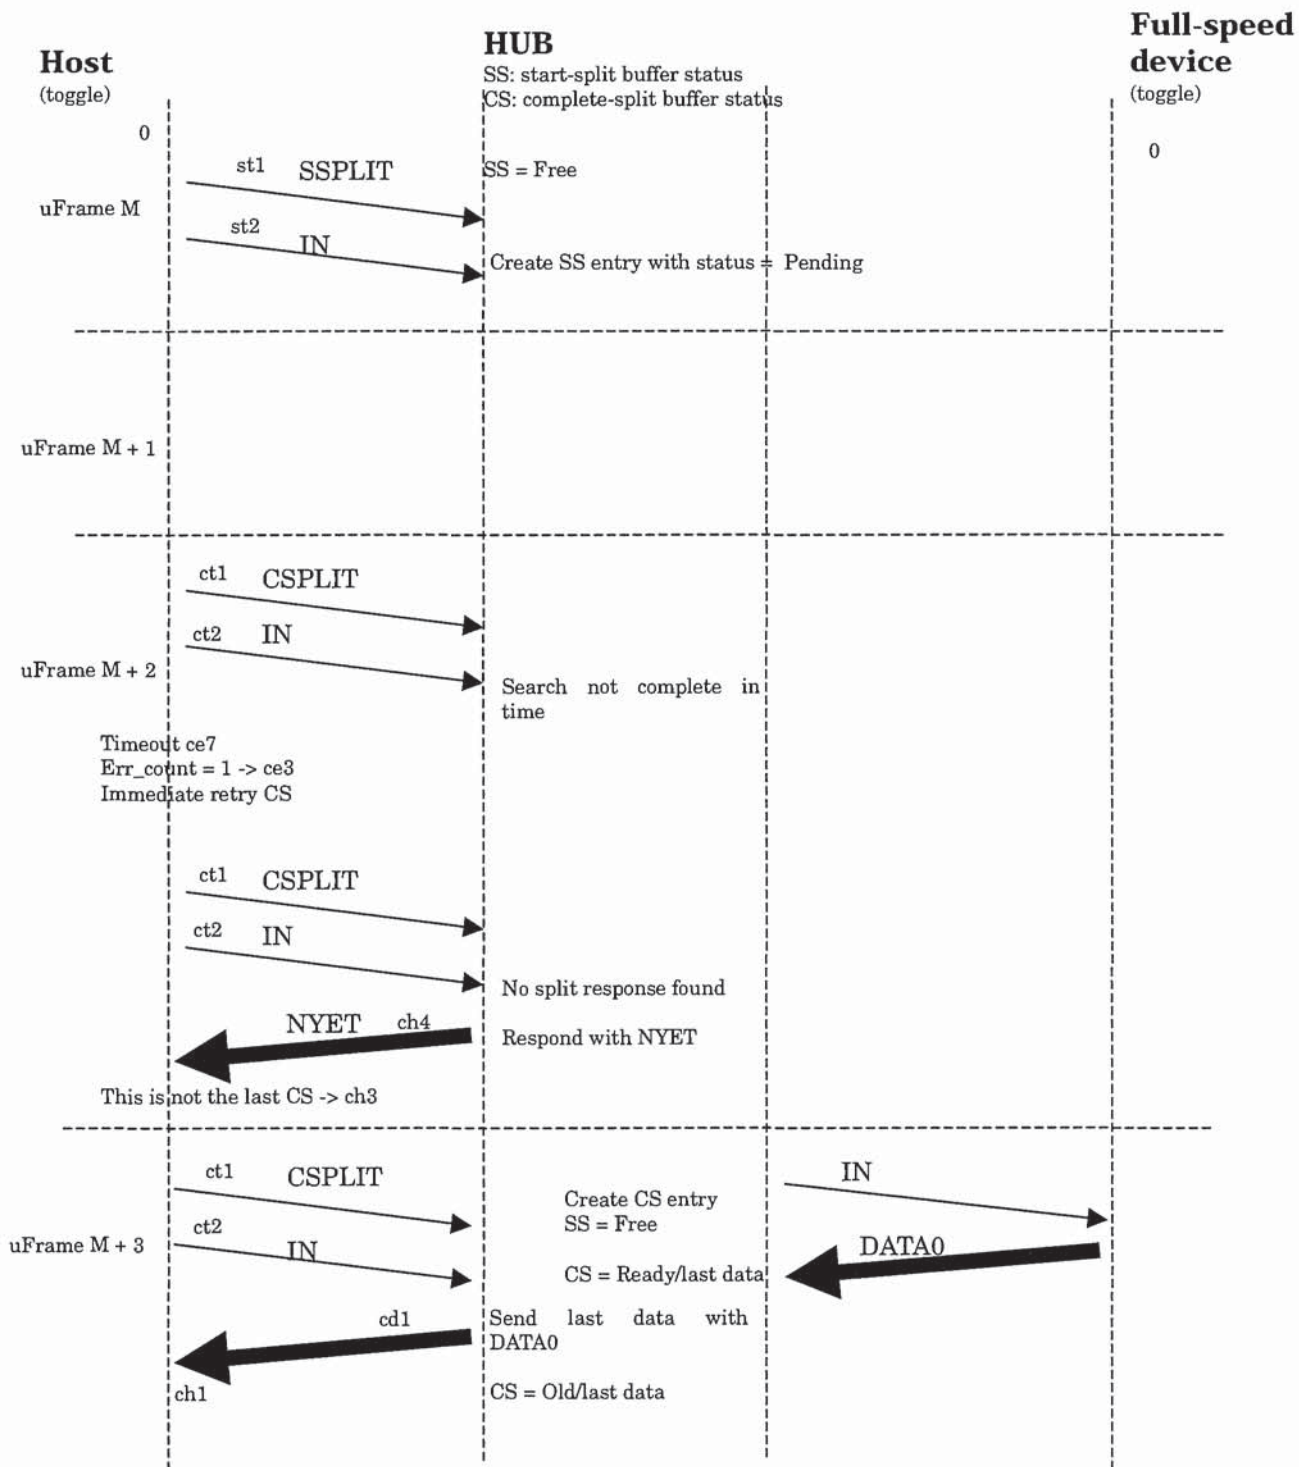 Host
(toggle)
HUB
SS: start-split buffer status
CS: complete-split buffer status
Full-speed
device
(toggle)
0
0
st1 SSPLIT
SS = Free
uFrame M
st2 IN
Create SS entry with status = Pending
uFrame M + 1
ct1 CSPLIT
ct2 IN
uFrame M + 2
Search not complete in
time
Timeout ce7
Err_count = 1 -> ce3
Immediate retry CS
ct1 CSPLIT
ct2 IN
No split response found
NYET ch4
Respond with NYET
This is not the last CS -> ch3
ct1 CSPLIT
IN
Create CS entry
SS = Free
ct2 IN
uFrame M + 3
DATA0
CS = Ready/last data
cd1
Send last data with
DATA0
ch1
CS = Old/last data